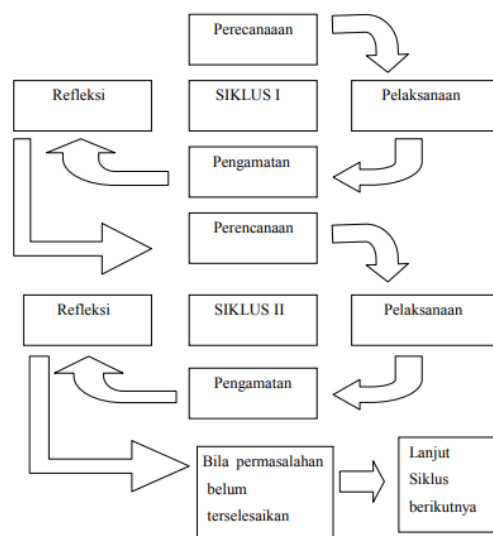 Perecanaaan
Refleksi
SIKLUS I
Pelaksanaan
Pengamatan
Perencanaan
Refleksi
SIKLUS II
Pelaksanaan
Pengamatan
Bila permasalahan
belum
terselesaikan
Lanjut
Siklus
berikutnya